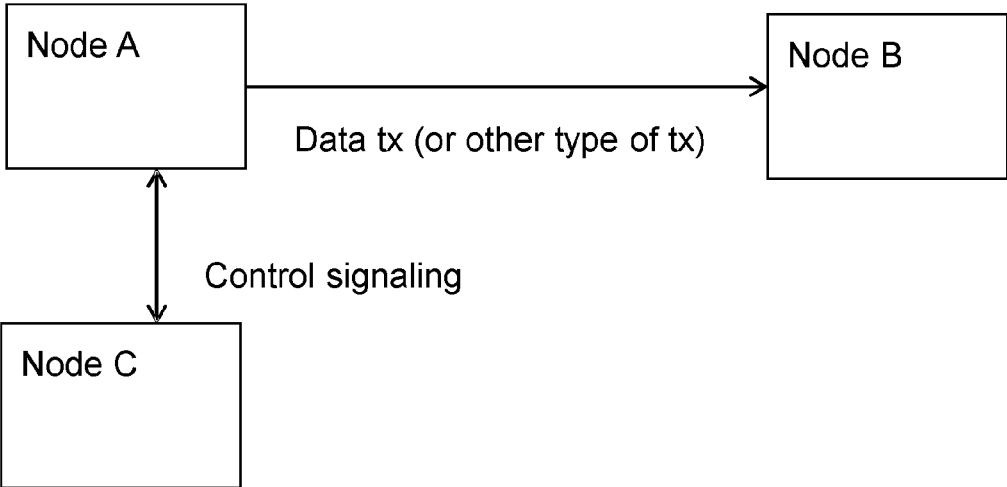 Node A
Node B
Data tx (or other type of tx)
Control signaling
Node C